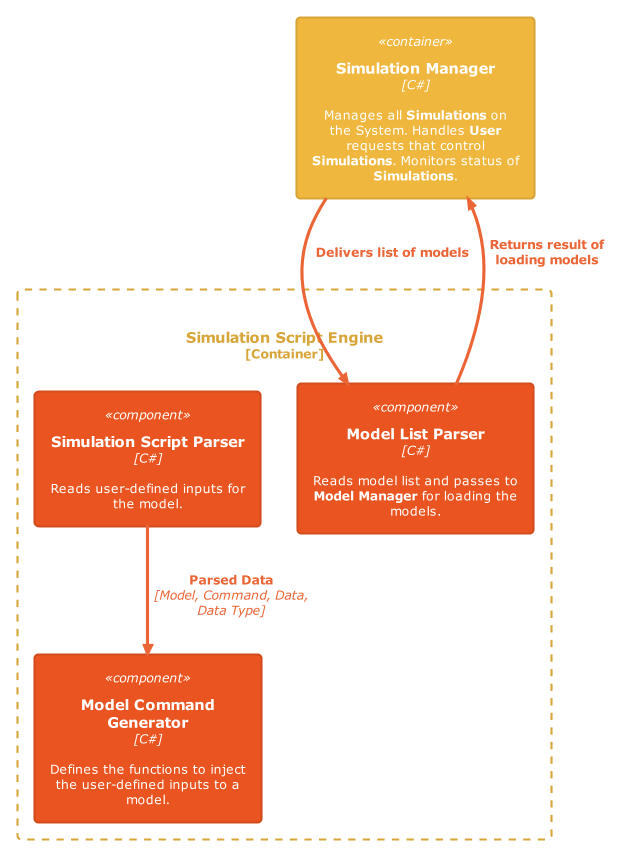 «container»
Simulation Manager
[C#]
Manages all Simulations on
the System. Handles User
requests that control
Simulations. Monitors status of
Simulations.
Delivers list of models
Returns result of
loading models
Simulation Script Engine
[Container]
«component»
Simulation Script Parser
[C#]
Reads user-defined inputs for
the model.
«component»
Model List Parser
[C#]
Reads model list and passes to
Model Manager for loading the
models.
Parsed Data
[Model, Command, Data,
Data Type]
«component»
Model Command
Generator
[C#]
Defines the functions to inject
the user-defined inputs to a
model.